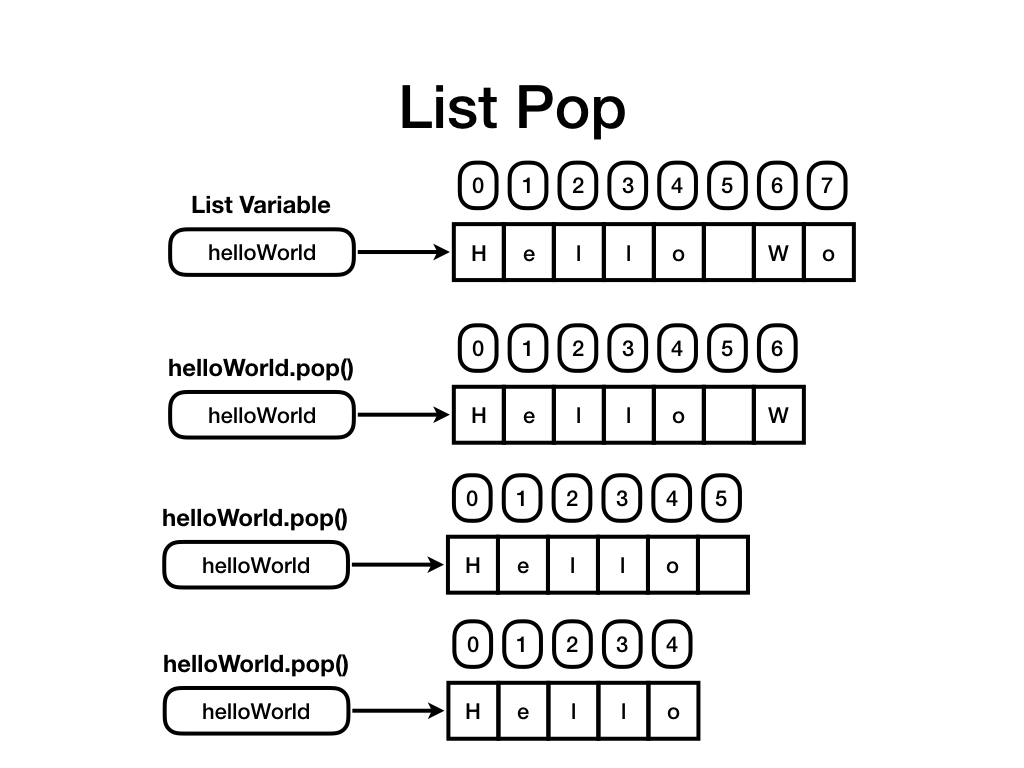 List Pop
0 1 2 3 4 5 6 7
List Variable
helloWorld H e l l o W o
0 1 2 3 4 5 6
helloWorld.pop()
helloWorld H e l l o W
0 1 2 3 4 5
helloWorld.pop()
helloWorld H e l l o
0 1 2 3 4
helloWorld.pop()
helloWorld H e l l o